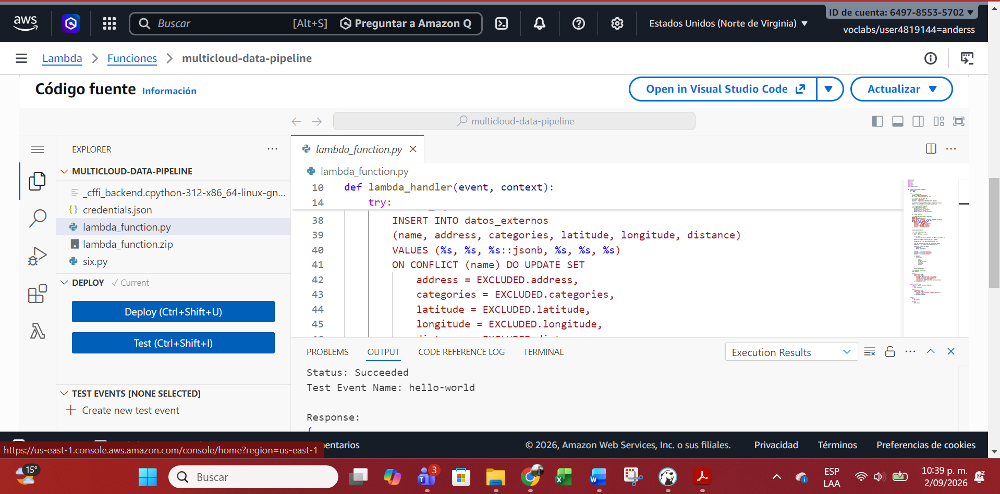 aws
Buscar
[Alt+S]
Preguntar a Amazon Q
Estados Unidos (Norte de Virginia)
ID de cuenta: 6497-8553-5702
voclabs/user4819144=anderss
Lambda
Funciones
multicloud-data-pipeline
Código fuente Información
Open in Visual Studio Code
Actualizar
multicloud-data-pipeline
EXPLORER
MULTICLOUD-DATA-PIPELINE
_cffi_backend.cpython-312-x86_64-linux-gn...
credentials.json
lambda_function.py
lambda_function.zip
six.py
DEPLOY Current
Deploy (Ctrl+Shift+U)
Test (Ctrl+Shift+I)
TEST EVENTS [NONE SELECTED]
Create new test event
lambda_function.py
lambda_function.py
10 def lambda_handler(event, context):
14 try:
38 INSERT INTO datos_externos
39 (name, address, categories, latitude, longitude, distance)
40 VALUES (%s, %s, %s::jsonb, %s, %s, %s)
41 ON CONFLICT (name) DO UPDATE SET
42 address = EXCLUDED.address,
43 categories = EXCLUDED.categories,
44 latitude = EXCLUDED.latitude,
45 longitude = EXCLUDED.longitude,
PROBLEMS
OUTPUT
CODE REFERENCE LOG
TERMINAL
Execution Results
Status: Succeeded
Test Event Name: hello-world
Response:
{
entarios
© 2026, Amazon Web Services, Inc. o sus filiales.
Privacidad
Términos
Preferencias de cookies
https://us-east-1.console.aws.amazon.com/console/home?region=us-east-1
15°
Buscar
3
ESP
LAA
10:39 p. m.
2/09/2026